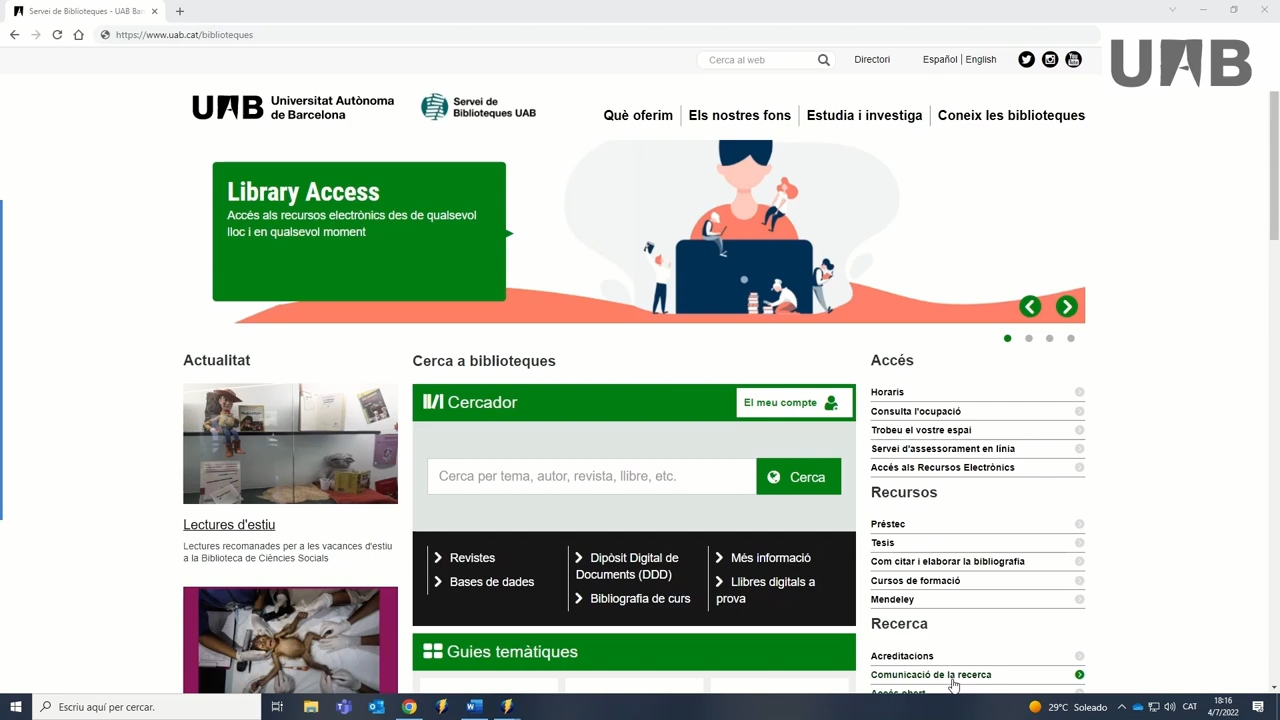 Servei de Biblioteques - UAB Bar
https://www.uab.cat/biblioteques
Cerca al web
Directori
Español | English
UAB
UAB Universitat Autònoma
de Barcelona
Servei de
Biblioteques UAB
Què oferim
Els nostres fons
Estudia i investiga
Coneix les biblioteques
Library Access
Accés als recursos electrònics des de qualsevol
lloc i en qualsevol moment
Actualitat
Lectures d'estiu
Lectures recomanades per a les vacances d'estiu
a la Biblioteca de Ciències Socials
Cerca a biblioteques
Cercador
El meu compte
Cerca per tema, autor, revista, llibre, etc.
Cerca
Revistes
Bases de dades
Dipòsit Digital de
Documents (DDD)
Bibliografia de curs
Més informació
Llibres digitals a
prova
Guies temàtiques
Accés
Horaris
Consulta l'ocupació
Trobeu el vostre espai
Servei d'assessorament en línia
Accés als Recursos Electrònics
Recursos
Préstec
Tesis
Com citar i elaborar la bibliografia
Cursos de formació
Mendeley
Recerca
Acreditacions
Comunicació de la recerca
Accés obert
Escriu aquí per cercar.
29°C Soleado
CAT
18:16
4/7/2022